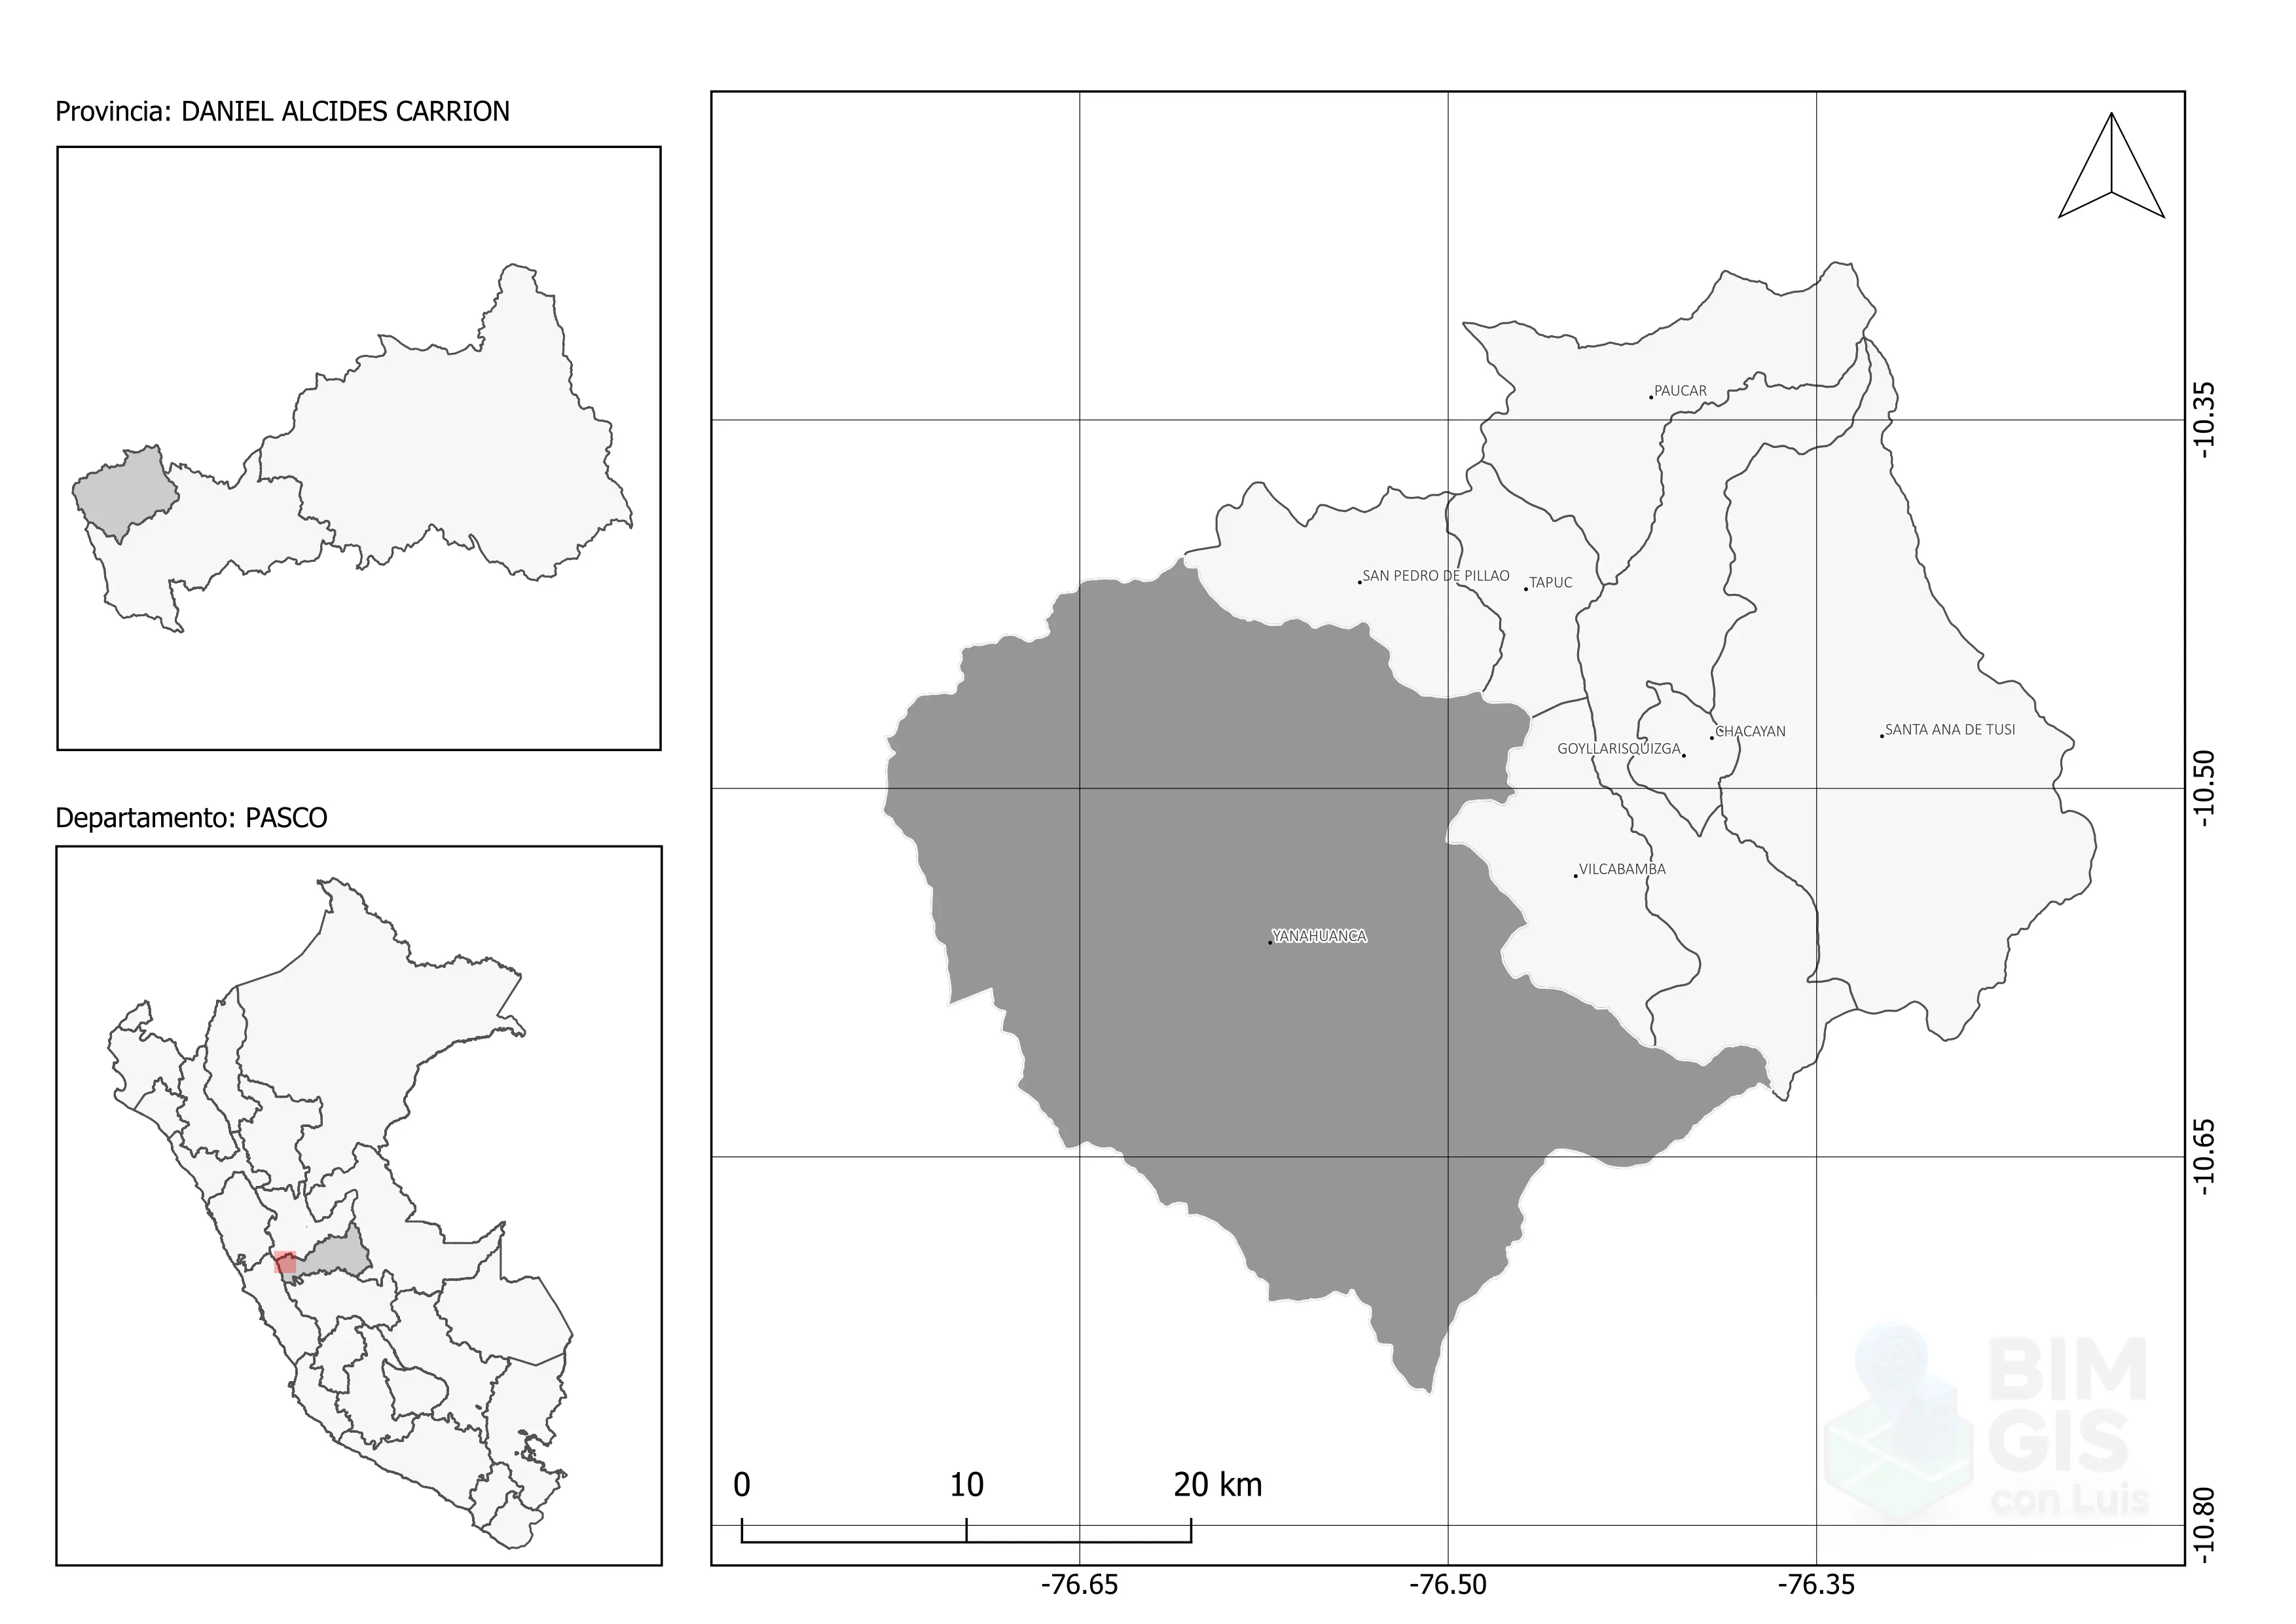 Provincia: DANIEL ALCIDES CARRION
Departamento: PASCO
PAUCAR
SAN PEDRO DE PILLAO
TAPUC
CHACAYAN
SANTA ANA DE TUSI
GOYLLARISQUIZGA
VILCABAMBA
YANAHUANCA
-10.35
-10.50
-10.65
-10.80
BIM
GIS
con Luis
0 10 20 km
-76.65 -76.50 -76.35